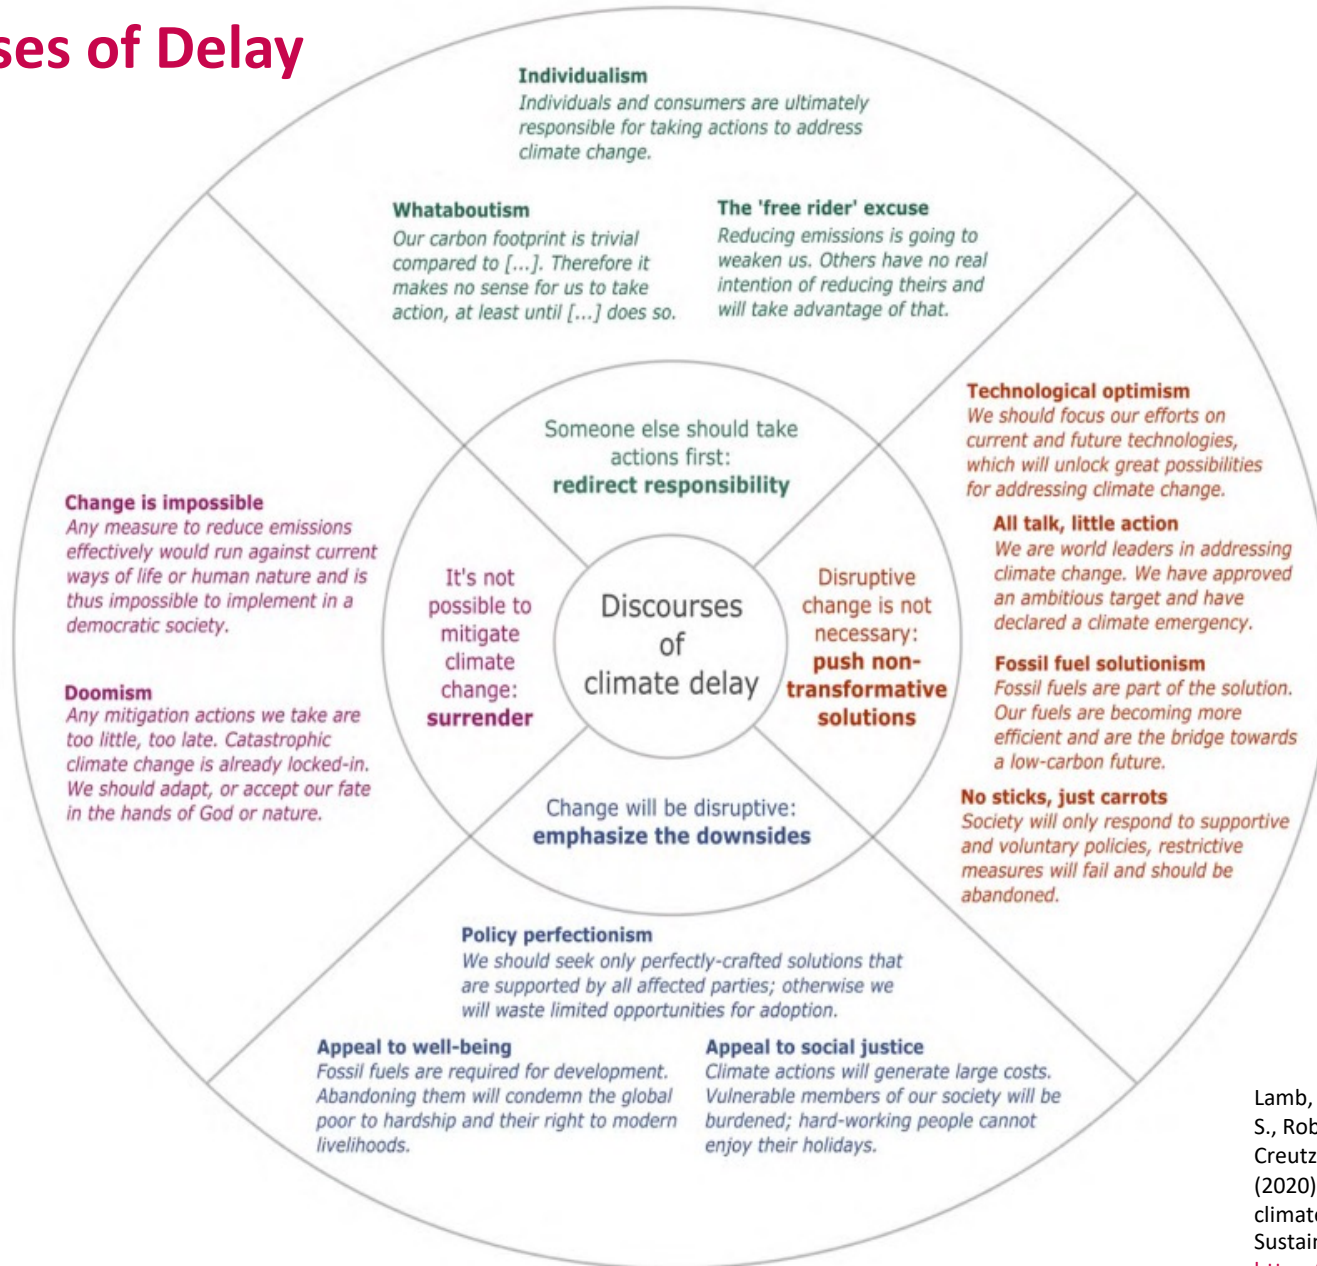 ses of Delay
Individualism
Individuals and consumers are ultimately
responsible for taking actions to address
climate change.
Whataboutism
Our carbon footprint is trivial
compared to [...]. Therefore it
makes no sense for us to take
action, at least until [...] does so.
The 'free rider' excuse
Reducing emissions is going to
weaken us. Others have no real
intention of reducing theirs and
will take advantage of that.
Someone else should take
actions first:
redirect responsibility
Technological optimism
We should focus our efforts on
current and future technologies,
which will unlock great possibilities
for addressing climate change.
All talk, little action
We are world leaders in addressing
climate change. We have approved
an ambitious target and have
declared a climate emergency.
Fossil fuel solutionism
Fossil fuels are part of the solution.
Our fuels are becoming more
efficient and are the bridge towards
a low-carbon future.
No sticks, just carrots
Society will only respond to supportive
and voluntary policies, restrictive
measures will fail and should be
abandoned.
Change is impossible
Any measure to reduce emissions
effectively would run against current
ways of life or human nature and is
thus impossible to implement in a
democratic society.
Doomism
Any mitigation actions we take are
too little, too late. Catastrophic
climate change is already locked-in.
We should adapt, or accept our fate
in the hands of God or nature.
It's not
possible to
mitigate
climate
change:
surrender
Discourses
of
climate delay
Disruptive
change is not
necessary:
push non-
transformative
solutions
Change will be disruptive:
emphasize the downsides
Policy perfectionism
We should seek only perfectly-crafted solutions that
are supported by all affected parties; otherwise we
will waste limited opportunities for adoption.
Appeal to well-being
Fossil fuels are required for development.
Abandoning them will condemn the global
poor to hardship and their right to modern
livelihoods.
Appeal to social justice
Climate actions will generate large costs.
Vulnerable members of our society will be
burdened; hard-working people cannot
enjoy their holidays.
Lamb,
S., Rob
Creutz
(2020)
climate
Sustain